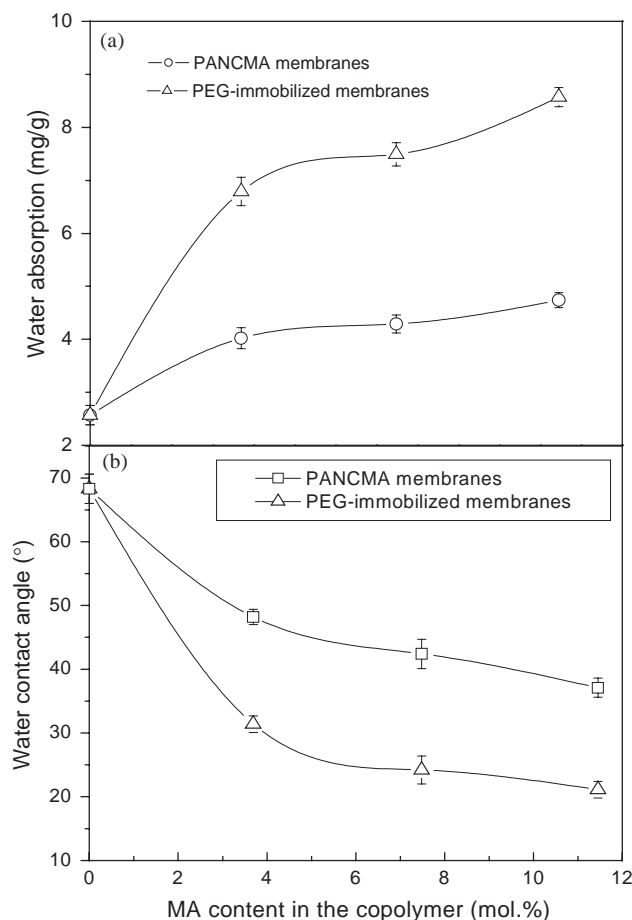 10
(a)
PANCMA membranes
PEG-immobilized membranes
8
6
4
2
Water absorption (mg/g)
(b)
70
PANCMA membranes
PEG-immobilized membranes
60
50
40
30
20
10
Water contact angle (°)
0 2 4 6 8 10 12
MA content in the copolymer (mol.%)